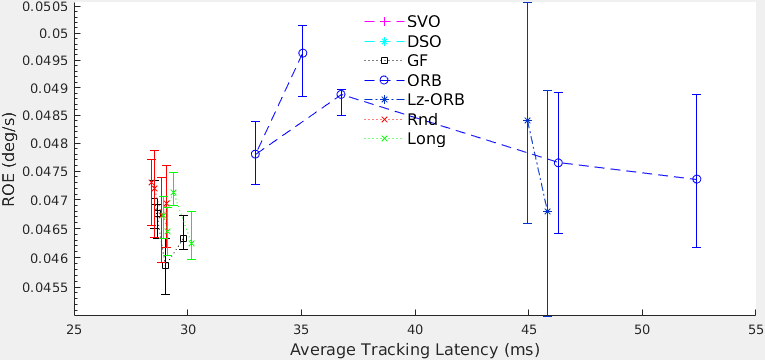 0.0505
0.05
0.0495
0.049
0.0485
0.048
0.0475
0.047
0.0465
0.046
0.0455
ROE (deg/s)
SVO
DSO
GF
ORB
Lz-ORB
Rnd
Long
25 30 35 40 45 50 55
Average Tracking Latency (ms)